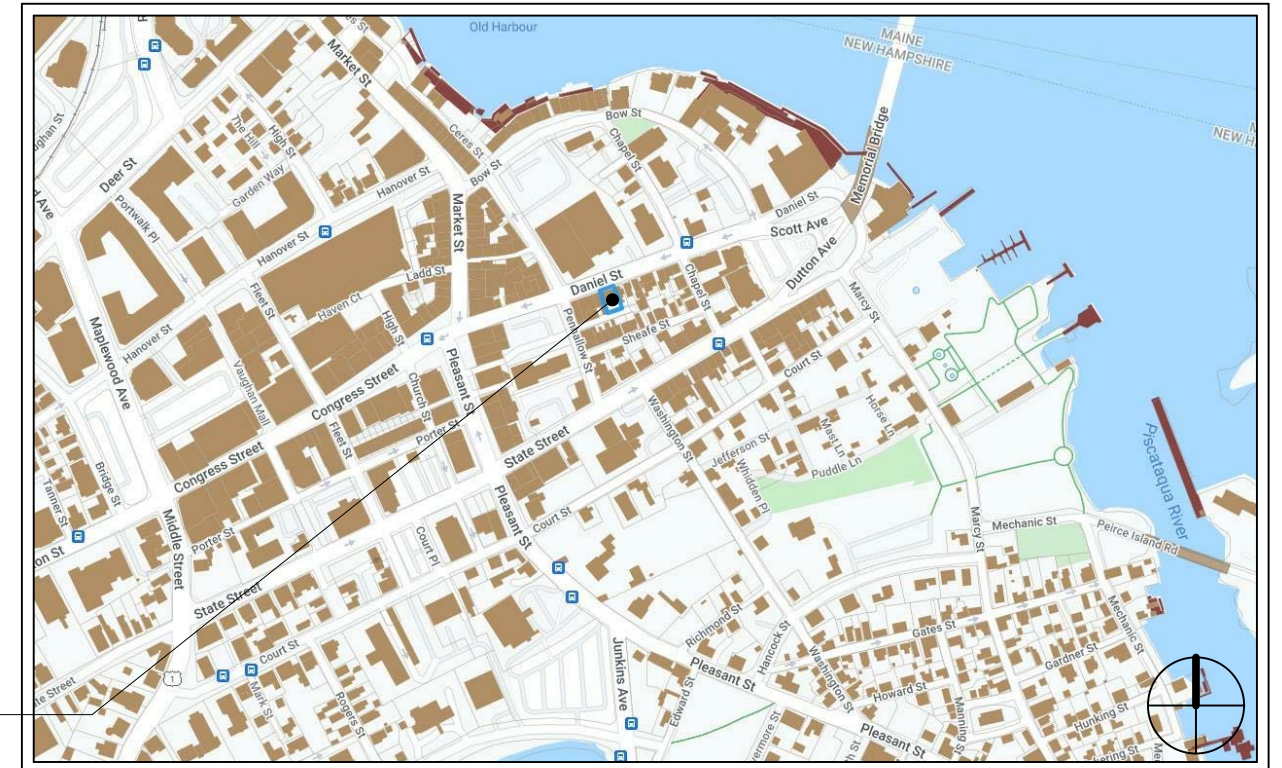 Old Harbour
MAINE
NEW HAMPSHIRE
Market St
Memorial Bridge
Bow St
The Hill
High St
Ceres St
Chapel St
Deer St
Garden Way
Hanover St
Bow St
Portwalk Pl
Market St
Daniel St
Scott Ave
Hanover St
Dutton Ave
Ladd St
Daniel St
Chapel St
Fleet St
Haven Ct
High St
Marcy St
Sheafe St
Penhallow St
Hanover St
Maplewood Ave
Pleasant St
Court St
Vaughan Mall
Congress Street
Church St
Horse Ln
Washington St
Mast Ln
Fleet St
Porter St
State Street
Jefferson St
Puddle Ln
Whidden Pl
Piscataqua River
Congress Street
Bridge St
Tanner St
Pleasant St
Court St
Marcy St
Mechanic St
Peirce Island Rd
Middle Street
Porter St
Court Pl
State Street
Mechanic St
Richmond St
Gates St
Hancock St
Court St
Junkins Ave
Gardner St
Pleasant St
Washington St
1
Mark St
Rogers St
Edward St
Howard St
Manning St
Hunking St
Pleasant St